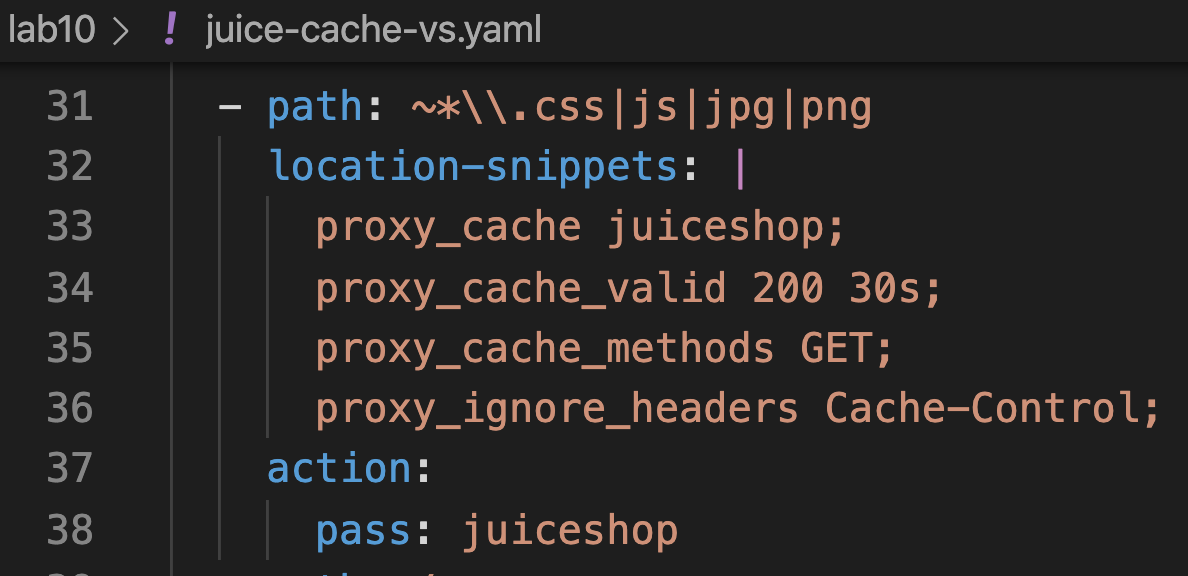 lab10 > ! juice-cache-vs.yaml
31 - path: ~*\\.css|js|jpg|png
32 location-snippets: |
33 proxy_cache juiceshop;
34 proxy_cache_valid 200 30s;
35 proxy_cache_methods GET;
36 proxy_ignore_headers Cache-Control;
37 action:
38 pass: juiceshop